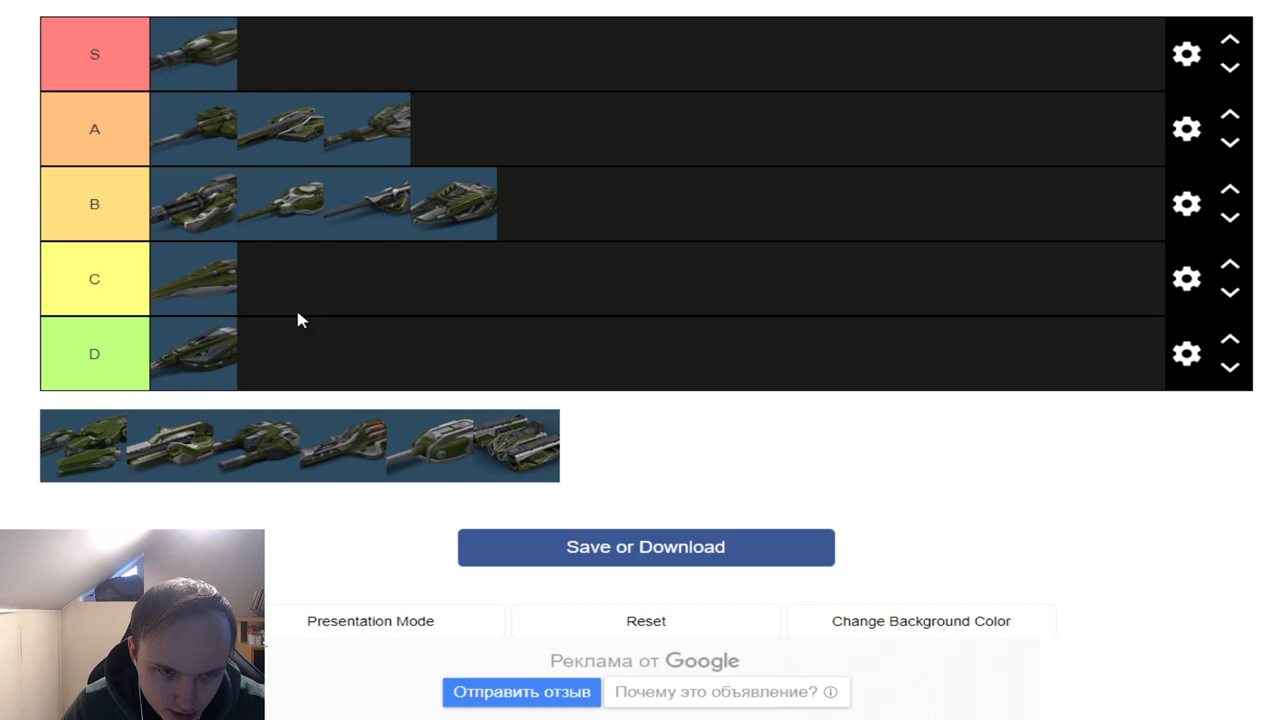 S
A
B
C
D
Save or Download
Presentation Mode
Reset
Change Background Color
Реклама от Google
Отправить отзыв
Почему это объявление?